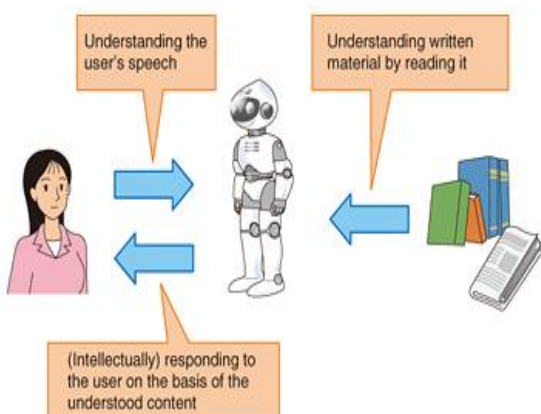 Understanding the
user's speech
Understanding written
material by reading it
(Intellectually) responding to
the user on the basis of the
understood content